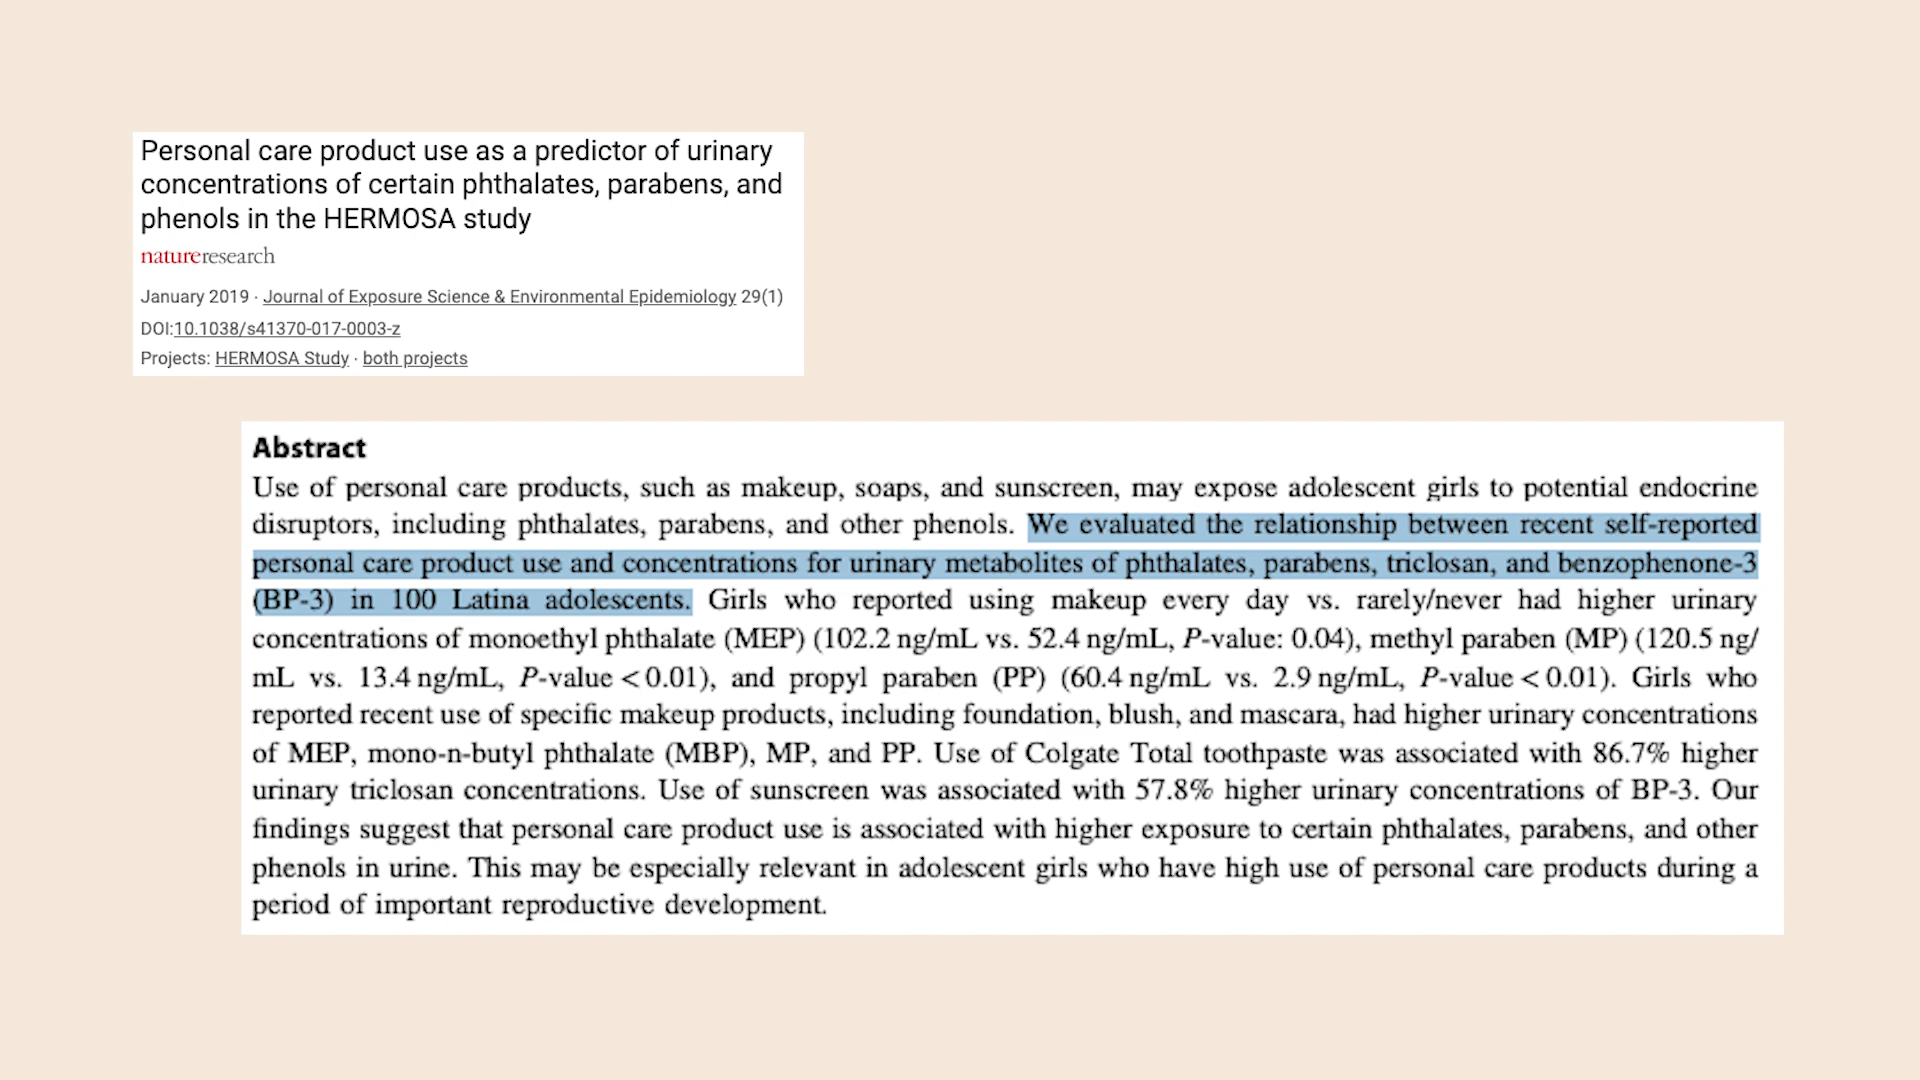 Personal care product use as a predictor of urinary
concentrations of certain phthalates, parabens, and
phenols in the HERMOSA study
natureresearch
January 2019 · Journal of Exposure Science & Environmental Epidemiology 29(1)
DOI:10.1038/s41370-017-0003-z
Projects: HERMOSA Study · both projects
Abstract
Use of personal care products, such as makeup, soaps, and sunscreen, may expose adolescent girls to potential endocrine
disruptors, including phthalates, parabens, and other phenols. We evaluated the relationship between recent self-reported
personal care product use and concentrations for urinary metabolites of phthalates, parabens, triclosan, and benzophenone-3
(BP-3) in 100 Latina adolescents. Girls who reported using makeup every day vs. rarely/never had higher urinary
concentrations of monoethyl phthalate (MEP) (102.2 ng/mL vs. 52.4 ng/mL, P-value: 0.04), methyl paraben (MP) (120.5 ng/
mL vs. 13.4 ng/mL, P-value < 0.01), and propyl paraben (PP) (60.4 ng/mL vs. 2.9 ng/mL, P-value < 0.01). Girls who
reported recent use of specific makeup products, including foundation, blush, and mascara, had higher urinary concentrations
of MEP, mono-n-butyl phthalate (MBP), MP, and PP. Use of Colgate Total toothpaste was associated with 86.7% higher
urinary triclosan concentrations. Use of sunscreen was associated with 57.8% higher urinary concentrations of BP-3. Our
findings suggest that personal care product use is associated with higher exposure to certain phthalates, parabens, and other
phenols in urine. This may be especially relevant in adolescent girls who have high use of personal care products during a
period of important reproductive development.